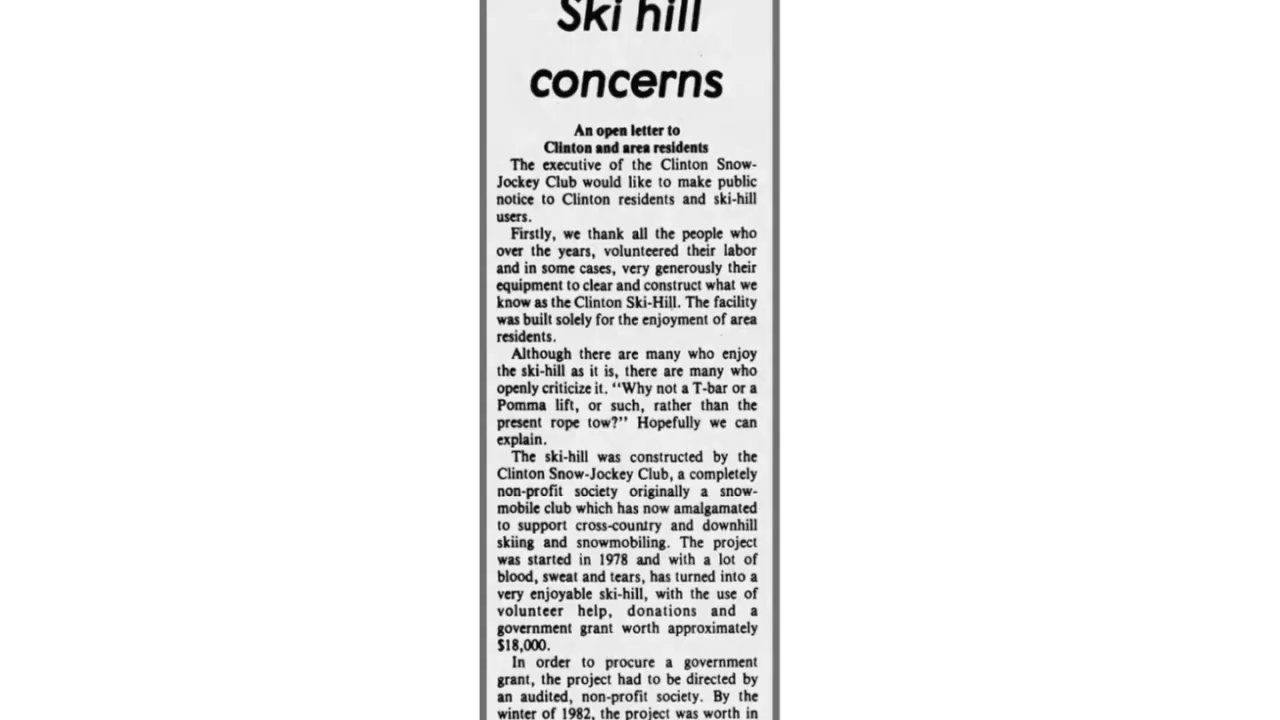 Ski hill
concerns
An open letter to
Clinton and area residents
The executive of the Clinton Snow-
Jockey Club would like to make public
notice to Clinton residents and ski-hill
users.
Firstly, we thank all the people who
over the years, volunteered their labor
and in some cases, very generously their
equipment to clear and construct what we
know as the Clinton Ski-Hill. The facility
was built solely for the enjoyment of area
residents.
Although there are many who enjoy
the ski-hill as it is, there are many who
openly criticize it. "Why not a T-bar or a
Pomma lift, or such, rather than the
present rope tow?" Hopefully we can
explain.
The ski-hill was constructed by the
Clinton Snow-Jockey Club, a completely
non-profit society originally a snow-
mobile club which has now amalgamated
to support cross-country and downhill
skiing and snowmobiling. The project
was started in 1978 and with a lot of
blood, sweat and tears, has turned into a
very enjoyable ski-hill, with the use of
volunteer help, donations and a
government grant worth approximately
$18,000.
In order to procure a government
grant, the project had to be directed by
an audited, non-profit society. By the
winter of 1982, the project was worth in